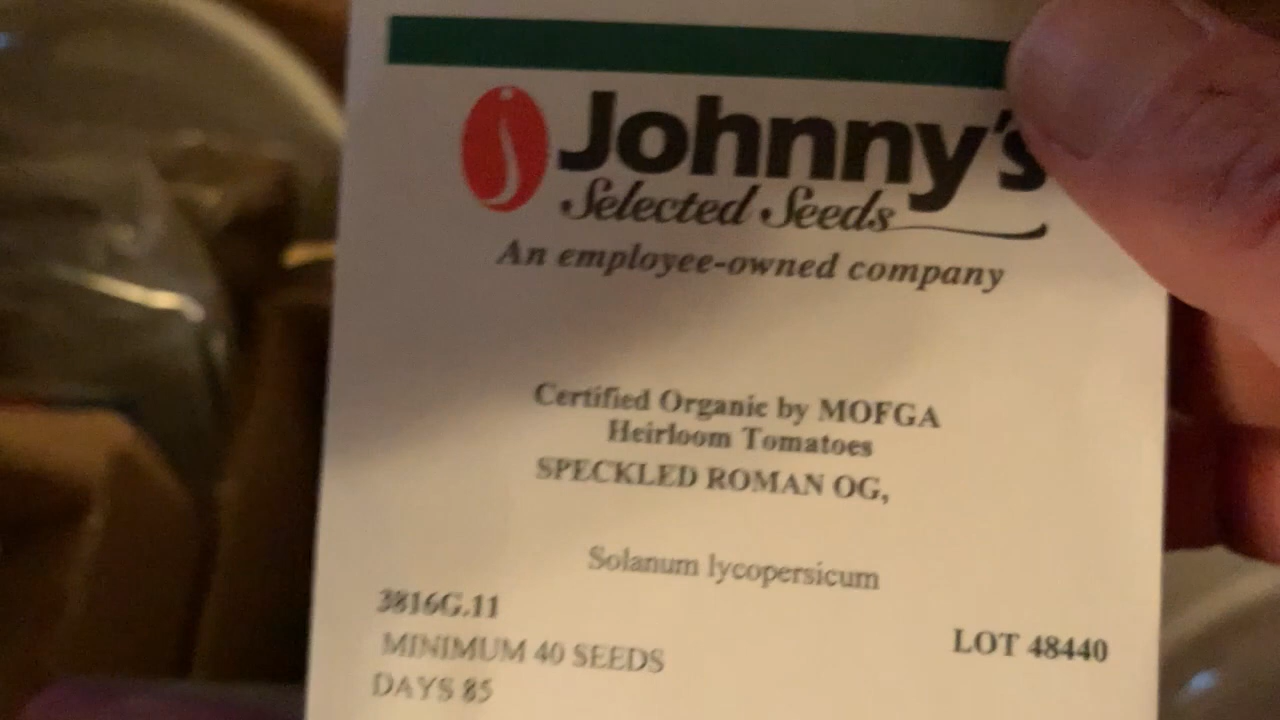 Johnny's
Selected Seeds
An employee-owned company
Certified Organic by MOFGA
Heirloom Tomatoes
SPECKLED ROMAN OG,
Solanum lycopersicum
3816G.11
LOT 48440
MINIMUM 40 SEEDS
DAYS 85